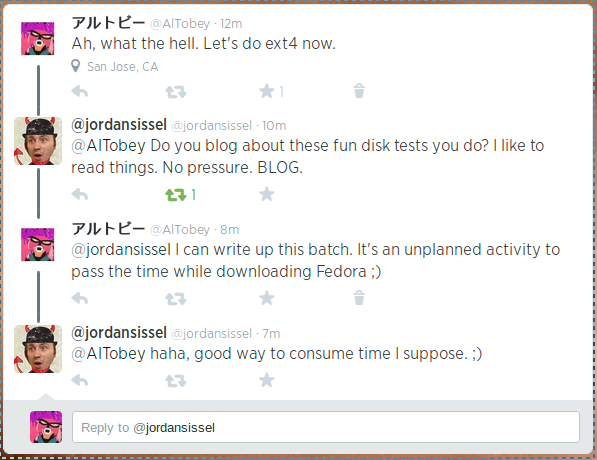 アルトビー @AlTobey · 12m
Ah, what the hell. Let's do ext4 now.
San Jose, CA
1
@jordansissel @jordansissel · 10m
@AlTobey Do you blog about these fun disk tests you do? I like to
read things. No pressure. BLOG.
1
アルトビー @AlTobey · 8m
@jordansissel I can write up this batch. It's an unplanned activity to
pass the time while downloading Fedora ;)
@jordansissel @jordansissel · 7m
@AlTobey haha, good way to consume time I suppose. ;)
Reply to @jordansissel